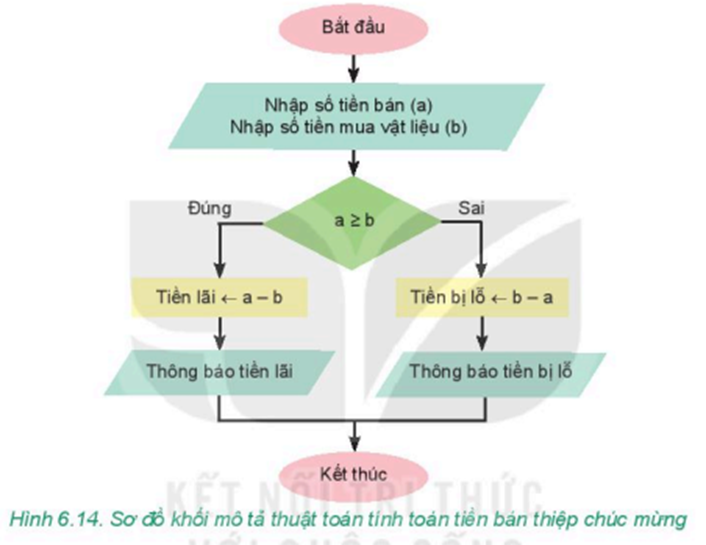 Bắt đầu
Nhập số tiền bán (a)
Nhập số tiền mua vật liệu (b)
Đúng
a ≥ b
Sai
Tiền lãi ← a – b
Tiền bị lỗ ← b – a
Thông báo tiền lãi
Thông báo tiền bị lỗ
Kết thúc
KẾT NỐI TRI THỨC
Hình 6.14. Sơ đồ khối mô tả thuật toán tính toán tiền bán thiệp chúc mừng
VỚI CUỘC SỐNG